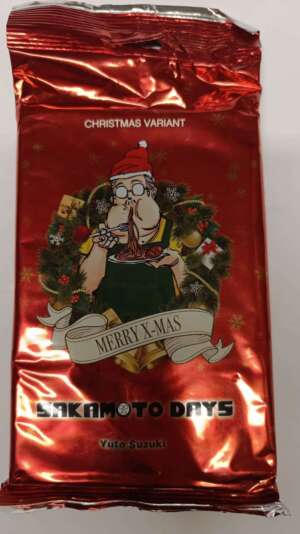 CHRISTMAS VARIANT
MERRY X-MAS
SAKAMOTO DAYS
Yuto Suzuki